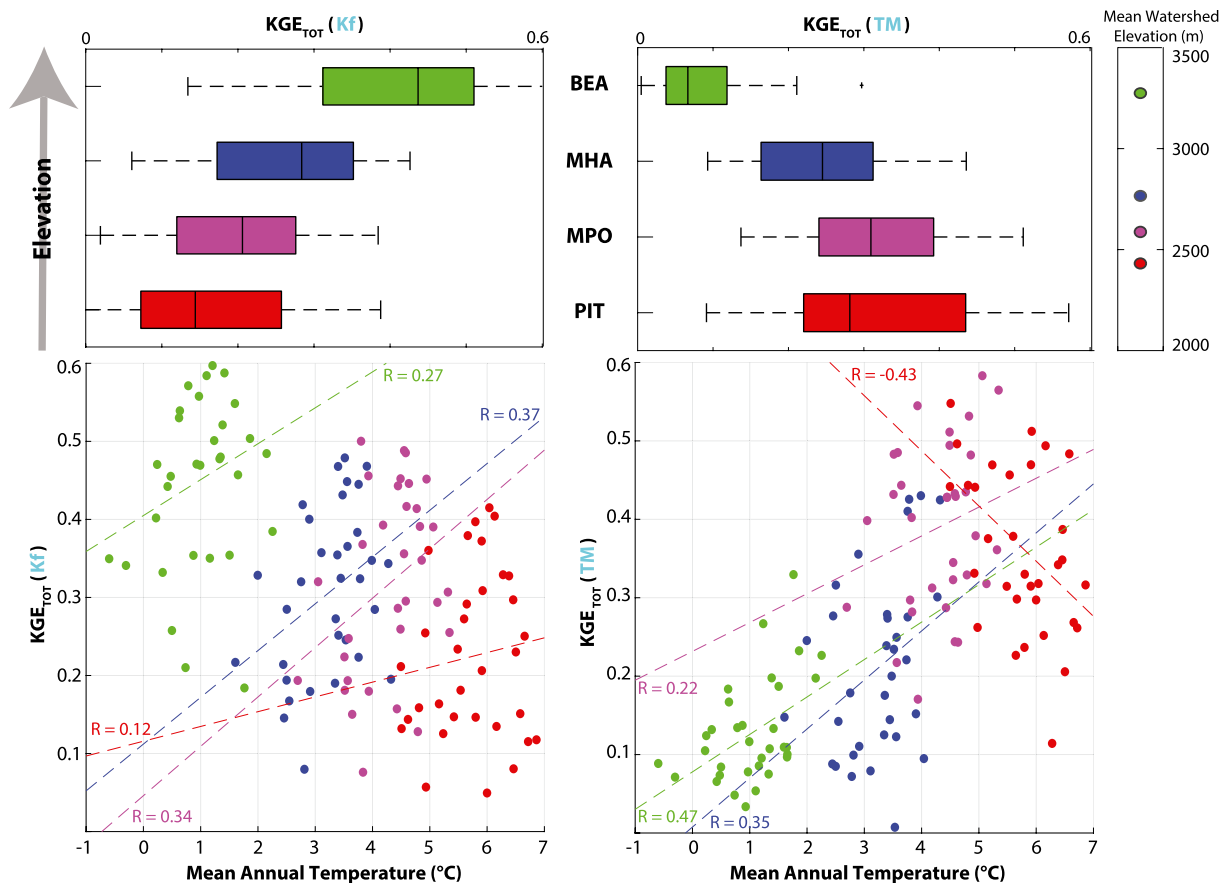 KGETOT (Kf)
0
0.6
KGETOT (TM)
0
0.6
Mean Watershed
Elevation (m)
3500
3000
2500
2000
Elevation
BEA
MHA
MPO
PIT
0.6
0.5
0.4
0.3
0.2
0.1
KGETOT (Kf)
R = 0.27
R = 0.37
R = 0.12
R = 0.34
-1
0
1
2
3
4
5
6
7
Mean Annual Temperature (°C)
0.6
0.5
0.4
0.3
0.2
0.1
KGETOT (TM)
R = -0.43
R = 0.22
R = 0.47
R = 0.35
-1
0
1
2
3
4
5
6
7
Mean Annual Temperature (°C)